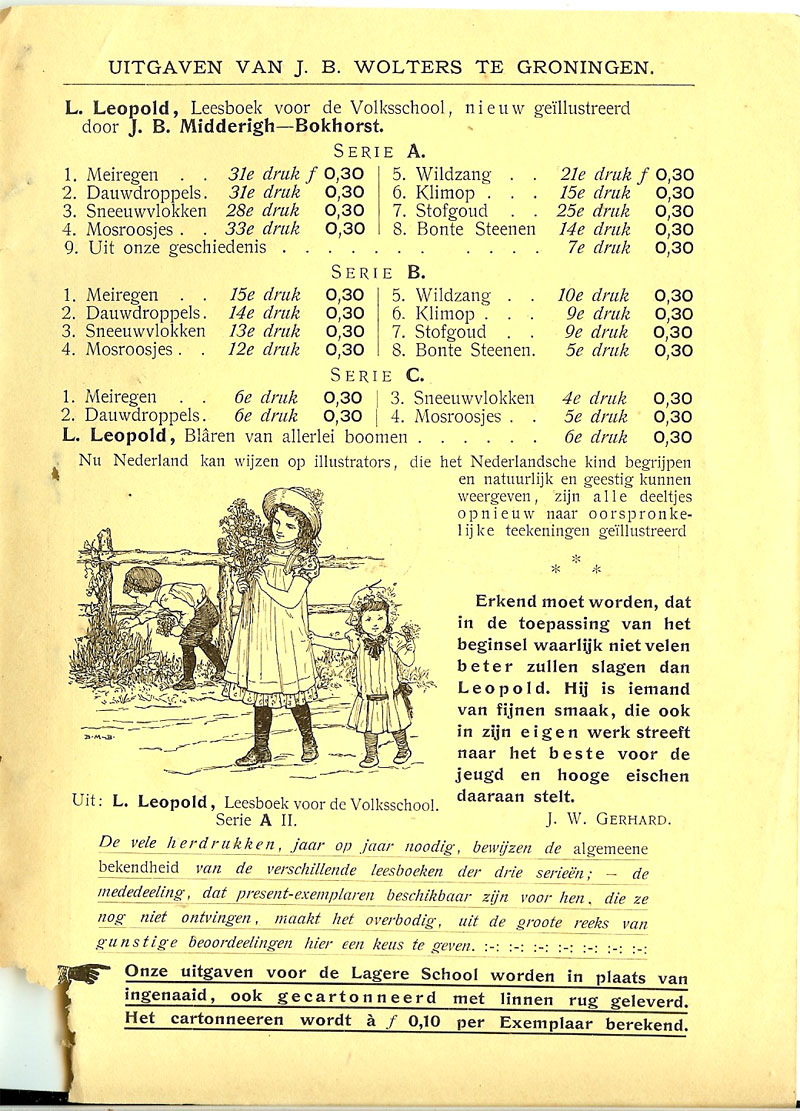 UITGAVEN VAN J. B. WOLTERS TE GRONINGEN.
L. Leopold, Leesboek voor de Volksschool, nieuw geïllustreerd
door J. B. Midderigh—Bokhorst.
SERIE A.
1. Meiregen . . 31e druk f 0,30 | 5. Wildzang . . 21e druk f 0,30
2. Dauwdroppels. 31e druk 0,30 | 6. Klimop . . . 15e druk 0,30
3. Sneeuwvlokken 28e druk 0,30 | 7. Stofgoud . . 25e druk 0,30
4. Mosroosjes . . 33e druk 0,30 | 8. Bonte Steenen 14e druk 0,30
9. Uit onze geschiedenis . . . . . . . . . . 7e druk 0,30
SERIE B.
1. Meiregen . . 15e druk 0,30 | 5. Wildzang . . 10e druk 0,30
2. Dauwdroppels. 14e druk 0,30 | 6. Klimop . . . 9e druk 0,30
3. Sneeuwvlokken 13e druk 0,30 | 7. Stofgoud . . 9e druk 0,30
4. Mosroosjes . . 12e druk 0,30 | 8. Bonte Steenen. 5e druk 0,30
SERIE C.
1. Meiregen . . 6e druk 0,30 | 3. Sneeuwvlokken 4e druk 0,30
2. Dauwdroppels. 6e druk 0,30 | 4. Mosroosjes . . 5e druk 0,30
L. Leopold, Blâren van allerlei boomen . . . . . . 6e druk 0,30
Nu Nederland kan wijzen op illustrators, die het Nederlandsche kind begrijpen
en natuurlijk en geestig kunnen
weergeven, zijn alle deeltjes
opnieuw naar oorspronke-
lijke teekeningen geïllustreerd
* * *
Erkend moet worden, dat
in de toepassing van het
beginsel waarlijk niet velen
beter zullen slagen dan
Leopold. Hij is iemand
van fijnen smaak, die ook
in zijn eigen werk streeft
naar het beste voor de
jeugd en hooge eischen
daaraan stelt.
J. W. GERHARD.
B.M-B.
Uit: L. Leopold, Leesboek voor de Volksschool.
Serie A II.
De vele herdrukken, jaar op jaar noodig, bewijzen de algemeene
bekendheid van de verschillende leesboeken der drie serieën; — de
mededeeling, dat present-exemplaren beschikbaar zijn voor hen, die ze
nog niet ontvingen, maakt het overbodig, uit de groote reeks van
gunstige beoordeelingen hier een keus te geven. :-: :-: :-: :-: :-: :-: :-:
Onze uitgaven voor de Lagere School worden in plaats van
ingenaaid, ook gecartonneerd met linnen rug geleverd.
Het cartonneeren wordt à f 0,10 per Exemplaar berekend.